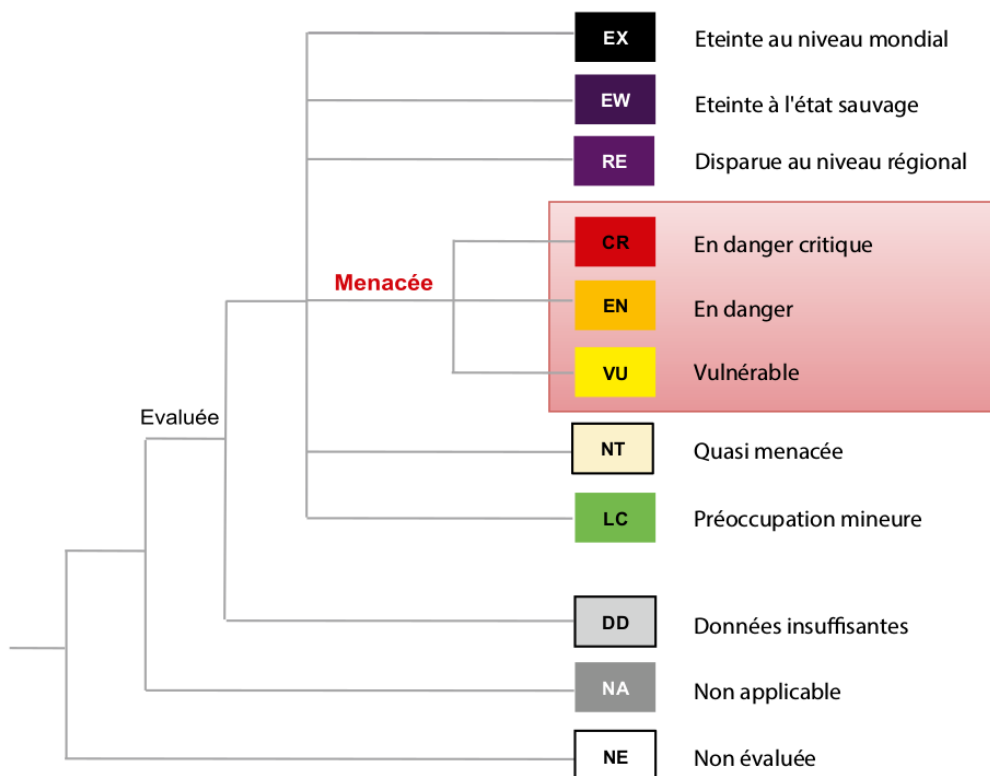 EX Eteinte au niveau mondial
EW Eteinte à l'état sauvage
RE Disparue au niveau régional
CR En danger critique
Menacée
EN En danger
VU Vulnérable
Evaluée
NT Quasi menacée
LC Préoccupation mineure
DD Données insuffisantes
NA Non applicable
NE Non évaluée